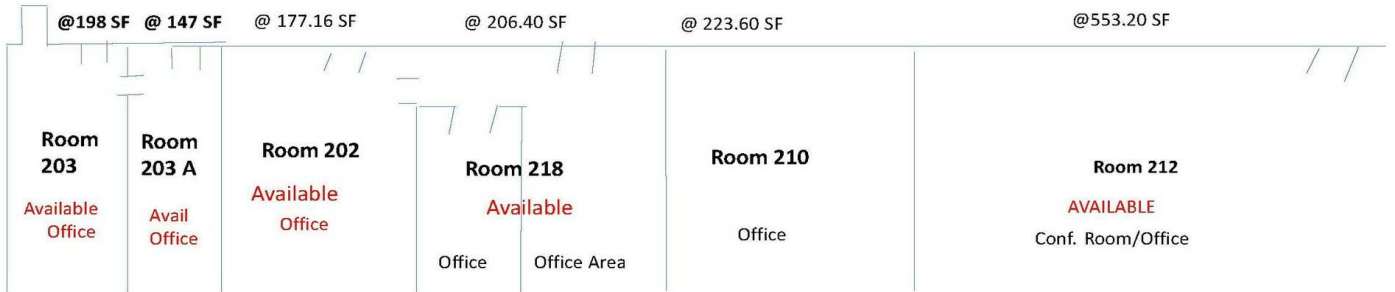 @198 SF @ 147 SF @ 177.16 SF @ 206.40 SF @ 223.60 SF @553.20 SF
Room
203
Available
Office
Room
203 A
Avail
Office
Room 202
Available
Office
Room 218
Available
Office Office Area
Room 210
Office
Room 212
AVAILABLE
Conf. Room/Office